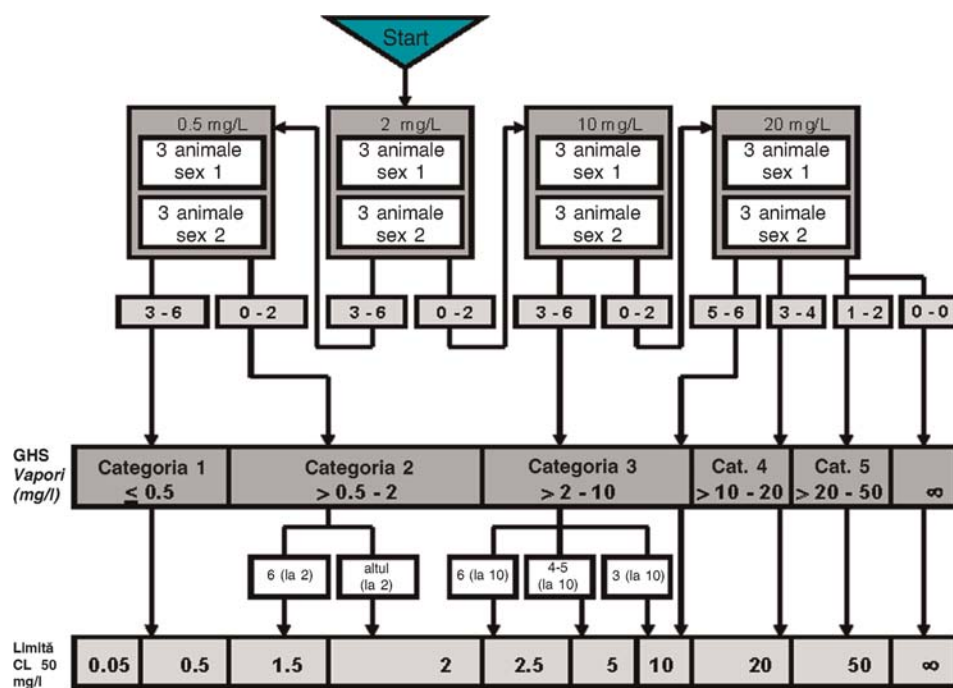 Start
0.5 mg/L
3 animale
sex 1
3 animale
sex 2
2 mg/L
3 animale
sex 1
3 animale
sex 2
10 mg/L
3 animale
sex 1
3 animale
sex 2
20 mg/L
3 animale
sex 1
3 animale
sex 2
3 - 6
0 - 2
3 - 6
0 - 2
3 - 6
0 - 2
5 - 6
3 - 4
1 - 2
0 - 0
GHS
Vapori
(mg/l)
Categoria 1
≤ 0.5
Categoria 2
> 0.5 - 2
Categoria 3
> 2 - 10
Cat. 4
> 10 - 20
Cat. 5
> 20 - 50
∞
6 (la 2)
altul
(la 2)
6 (la 10)
4-5
(la 10)
3 (la 10)
Limită
CL 50
mg/l
0.05
0.5
1.5
2
2.5
5
10
20
50
∞